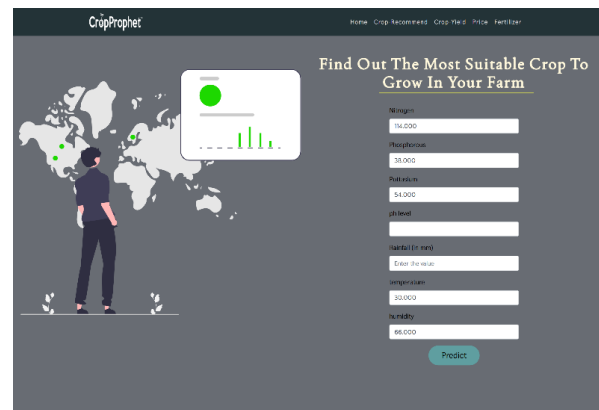 CropProphet
Home Crop Recommend Crop Yield Price Fertilizer
Find Out The Most Suitable Crop To
Grow In Your Farm
Nitrogen
114.000
Phosphorous
38.000
Pottasium
54.000
ph level
Rainfall (in mm)
Enter the value
temperature
30.000
humidity
66.000
Predict